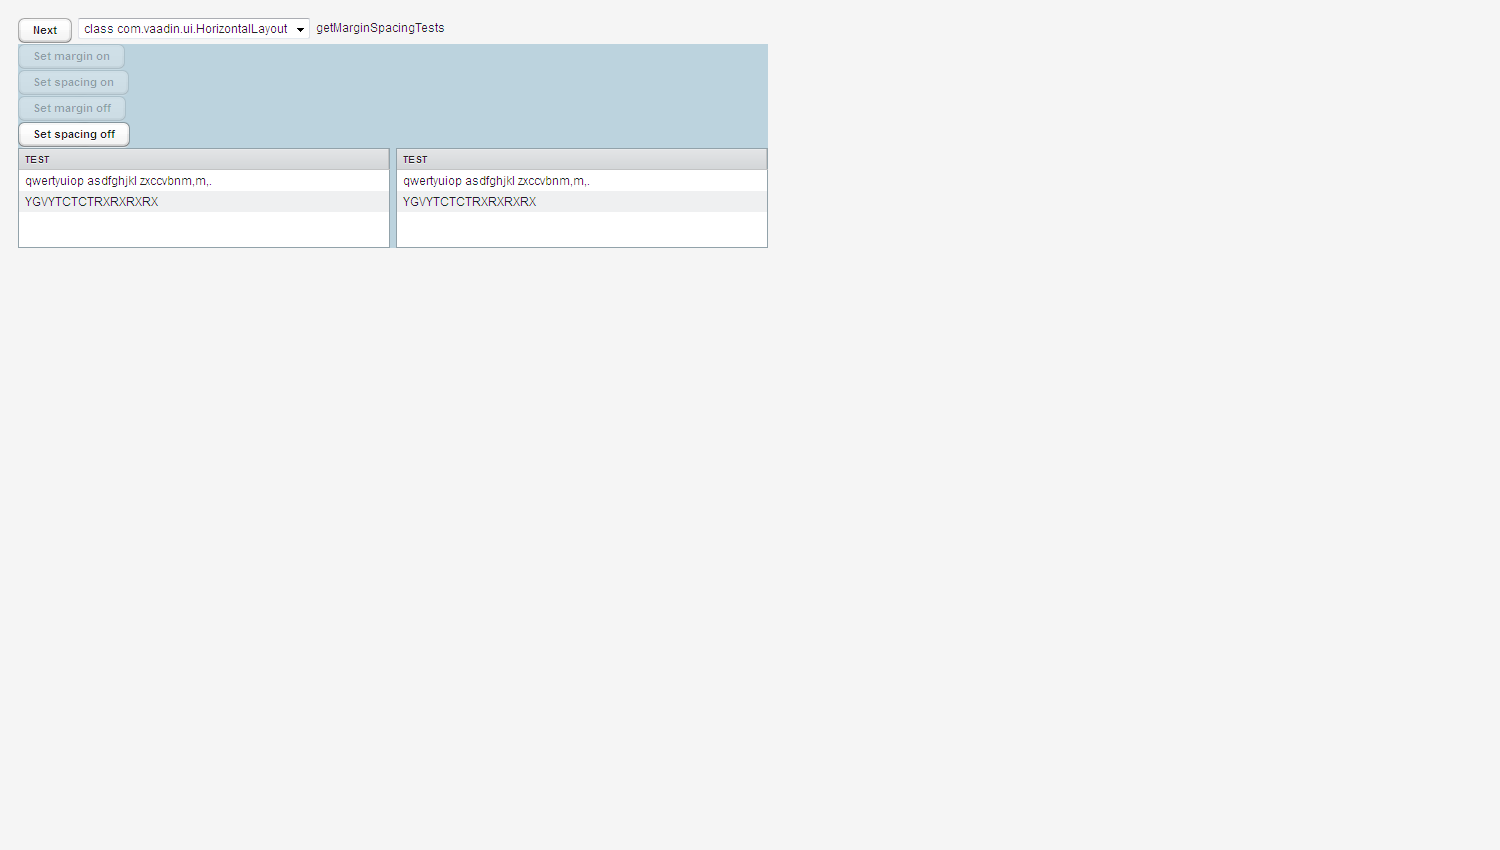 Next class com.vaadin.ui.HorizontalLayout getMarginSpacingTests
Set margin on
Set spacing on
Set margin off
Set spacing off
TEST TEST
qwertyuiop asdfghjkl zxccvbnm,m,. qwertyuiop asdfghjkl zxccvbnm,m,.
YGVYTCTCTRXRXRXRX YGVYTCTCTRXRXRXRX